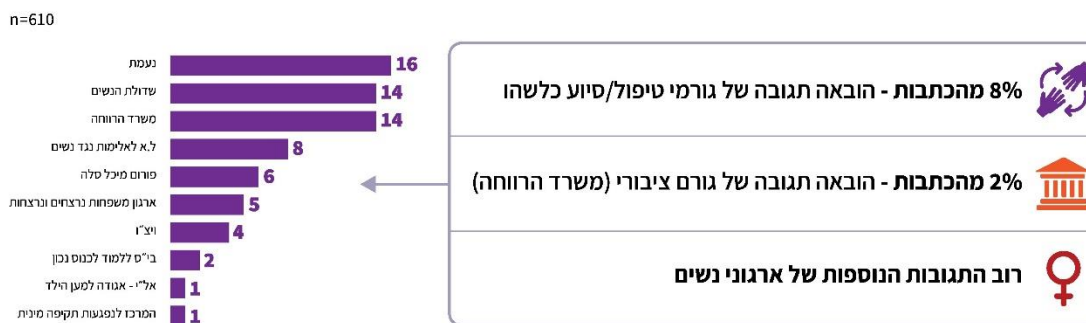 n=610
נעמת 16
שדולת הנשים 14
משרד הרווחה 14
ל.א לאלימות נגד נשים 8
פורום מיכל סלה 6
ארגון משפחות נרצחים ונרצחות 5
ויצ״ו 4
בי״ס ללמוד לכנוס נכון 2
אל״י - אגודה למען הילד 1
המרכז לנפגעות תקיפה מינית 1
8% מהכתבות - הובאה תגובה של גורמי טיפול/סיוע כלשהו
2% מהכתבות - הובאה תגובה של גורם ציבורי (משרד הרווחה)
רוב התגובות הנוספות של ארגוני נשים